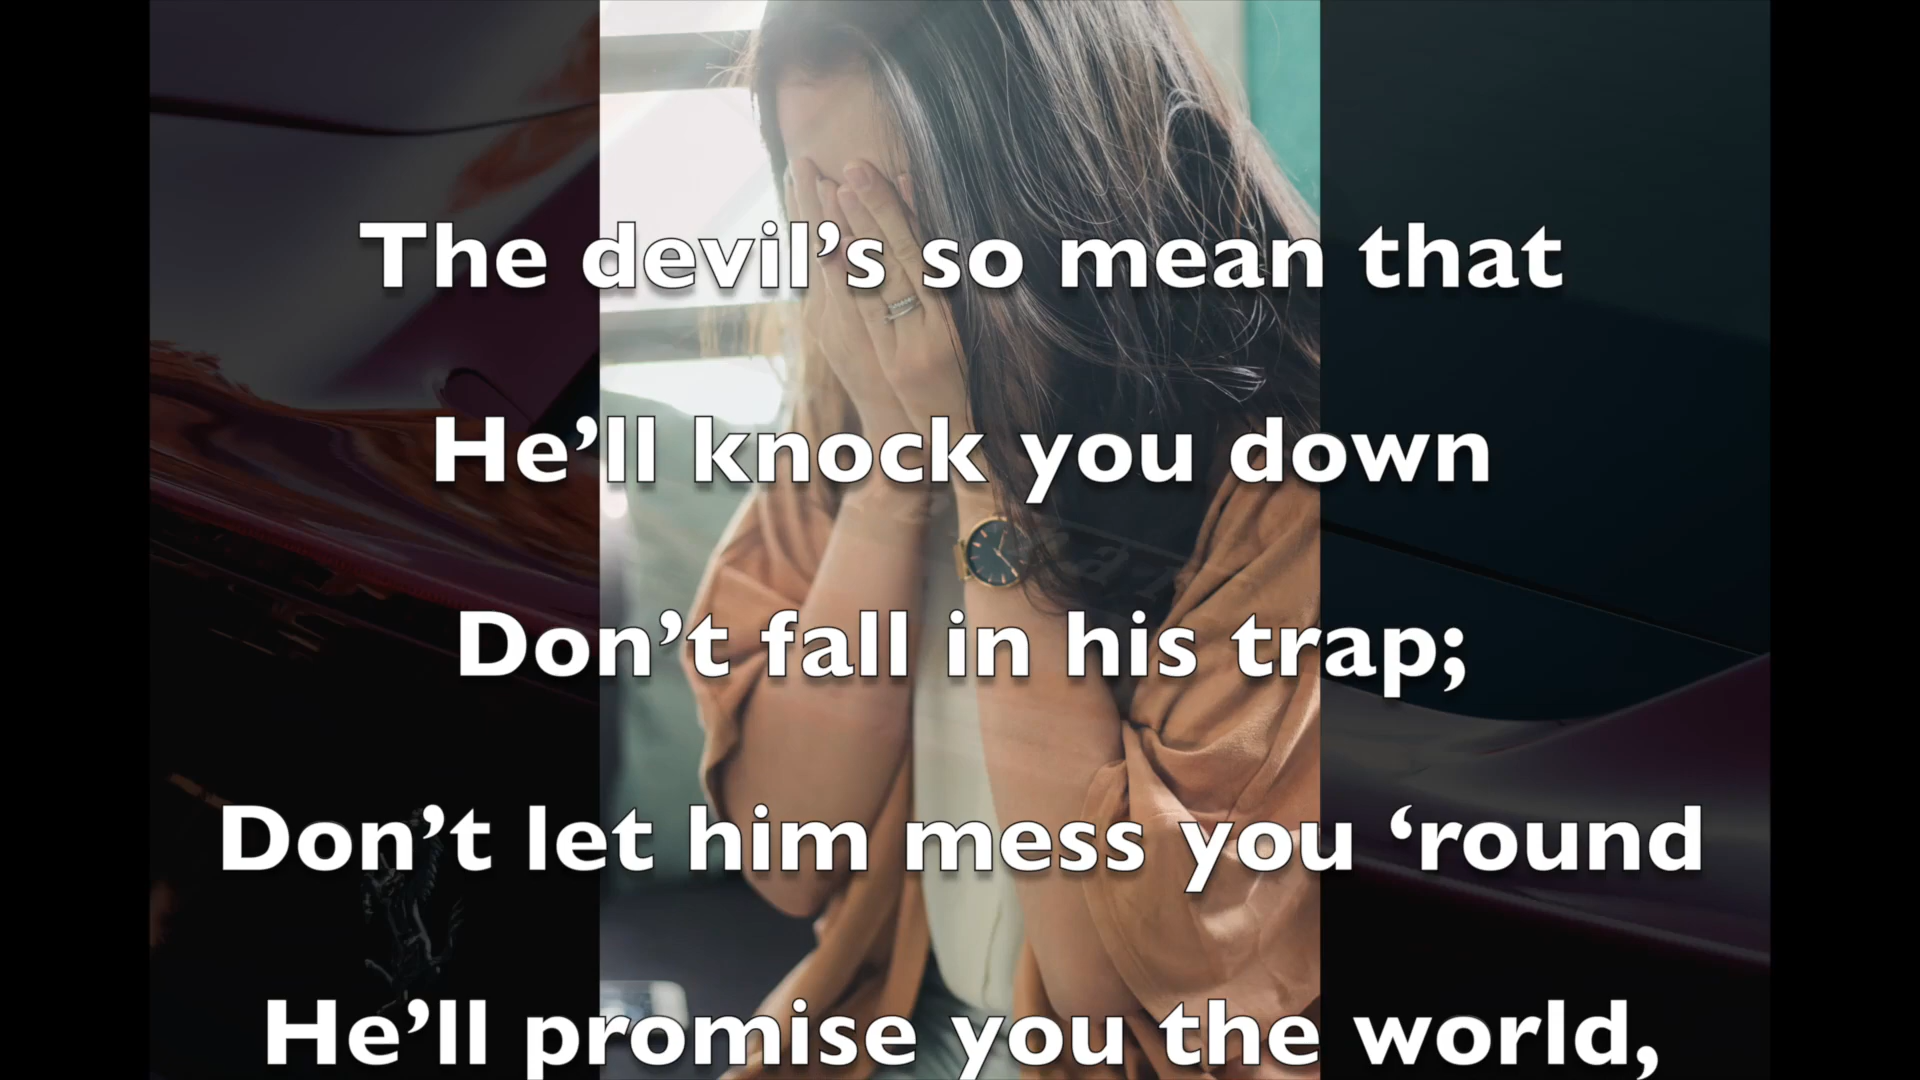 The devil’s so mean that
He’ll knock you down
Don’t fall in his trap;
Don’t let him mess you ‘round
He’ll promise you the world,